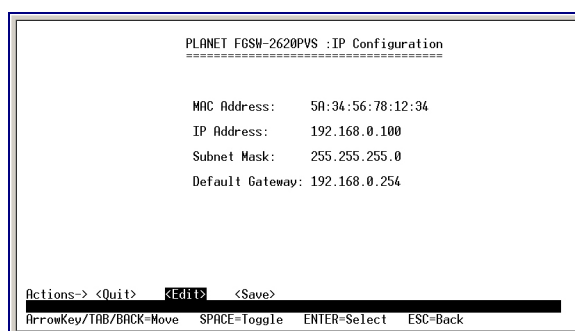 PLANET FGSW-2620PVS :IP Configuration
=====================================
MAC Address: 5A:34:56:78:12:34
IP Address: 192.168.0.100
Subnet Mask: 255.255.255.0
Default Gateway: 192.168.0.254
Actions-> <Quit> <Edit> <Save>
ArrowKey/TAB/BACK=Move SPACE=Toggle ENTER=Select ESC=Back